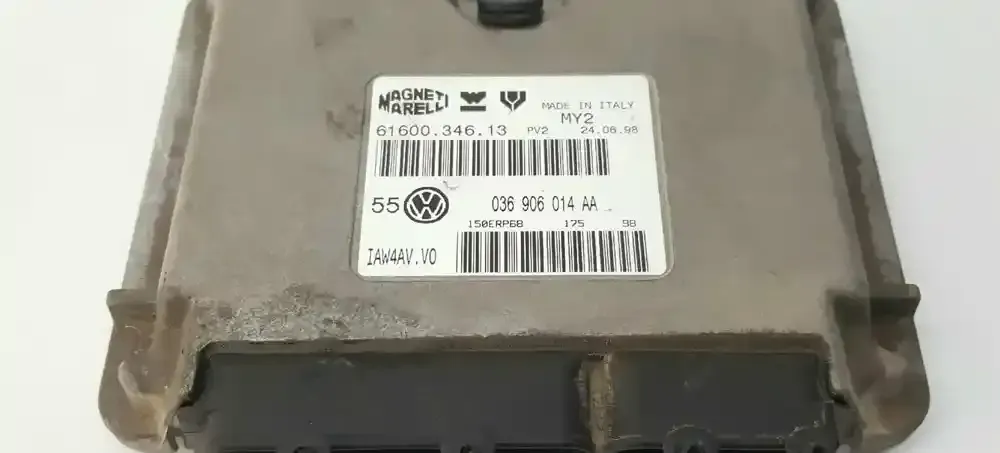 MAGNETI MARELLI MADE IN ITALY
MY2
61600.346.13 PV2 24.06.98
55 036 906 014 AA
150ERP68 175 98
IAW4AV.V0